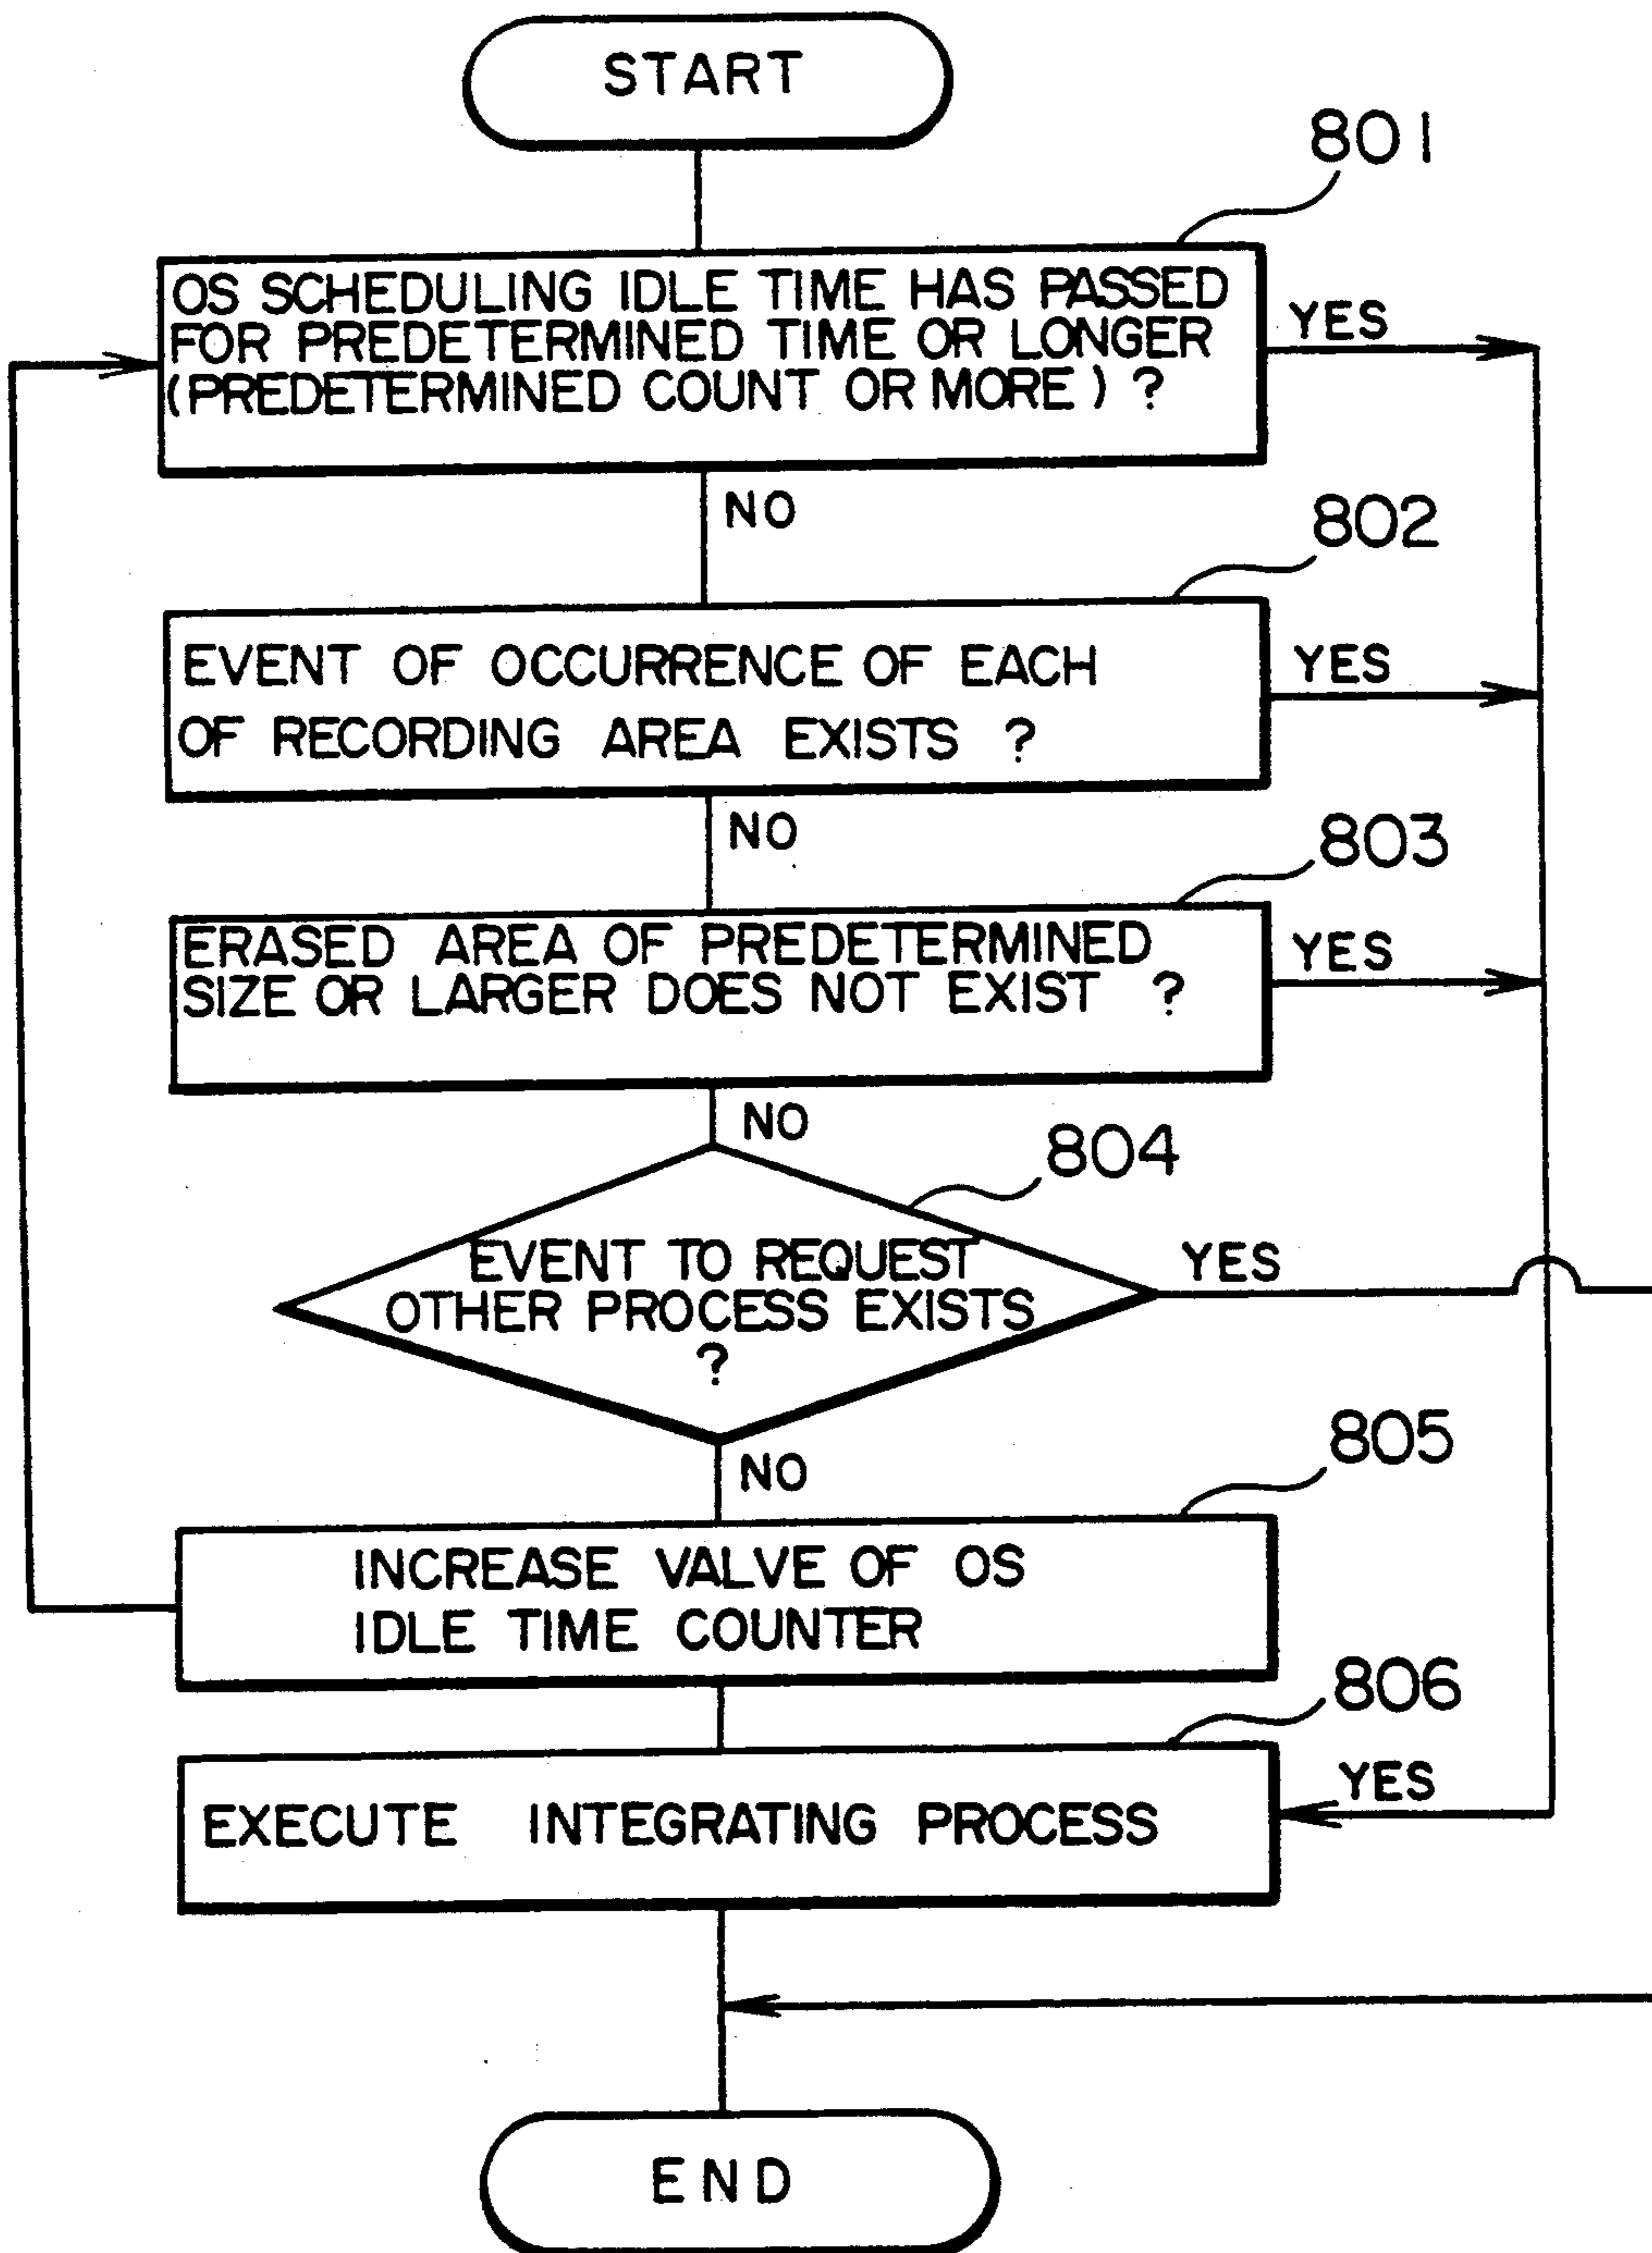 START
801
OS SCHEDULING IDLE TIME HAS PASSED
FOR PREDETERMINED TIME OR LONGER
(PREDETERMINED COUNT OR MORE) ?
YES
NO
802
EVENT OF OCCURRENCE OF EACH
OF RECORDING AREA EXISTS ?
YES
NO
803
ERASED AREA OF PREDETERMINED
SIZE OR LARGER DOES NOT EXIST ?
YES
NO
804
EVENT TO REQUEST
OTHER PROCESS EXISTS
?
YES
NO
805
INCREASE VALVE OF OS
IDLE TIME COUNTER
806
EXECUTE INTEGRATING PROCESS
YES
END